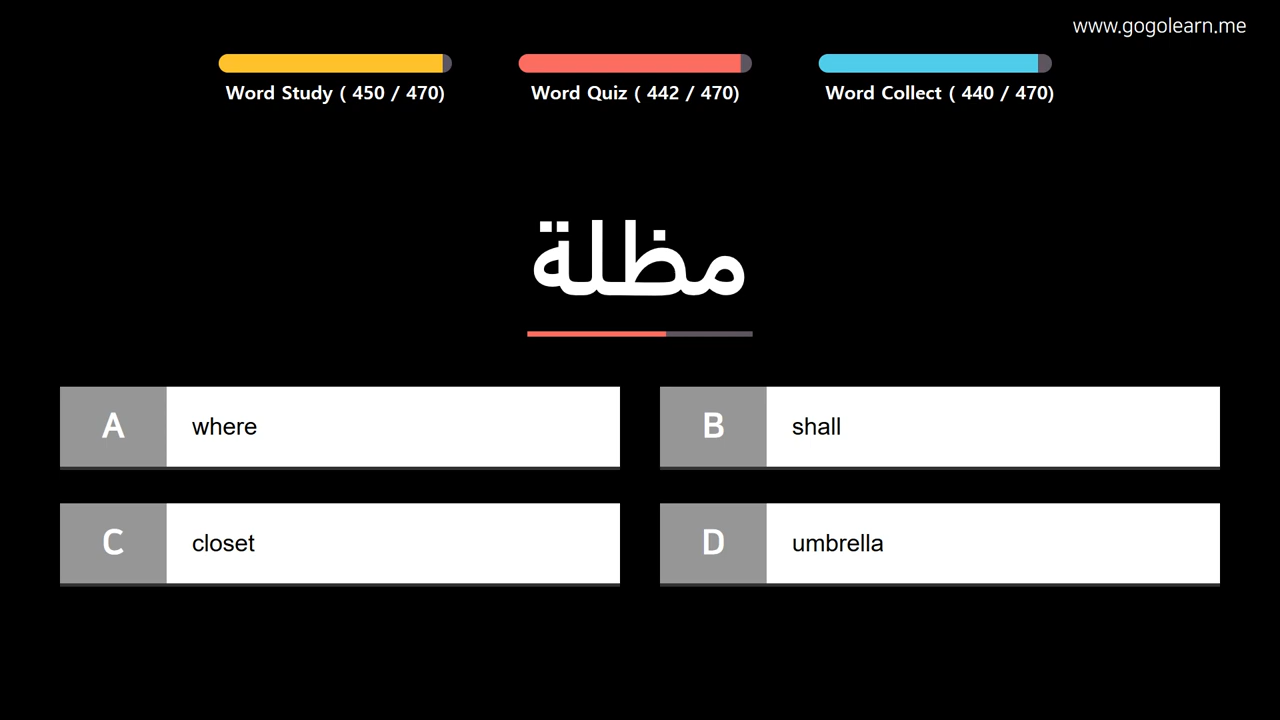 www.gogolearn.me
Word Study ( 450 / 470)
Word Quiz ( 442 / 470)
Word Collect ( 440 / 470)
مظلة
A where
B shall
C closet
D umbrella